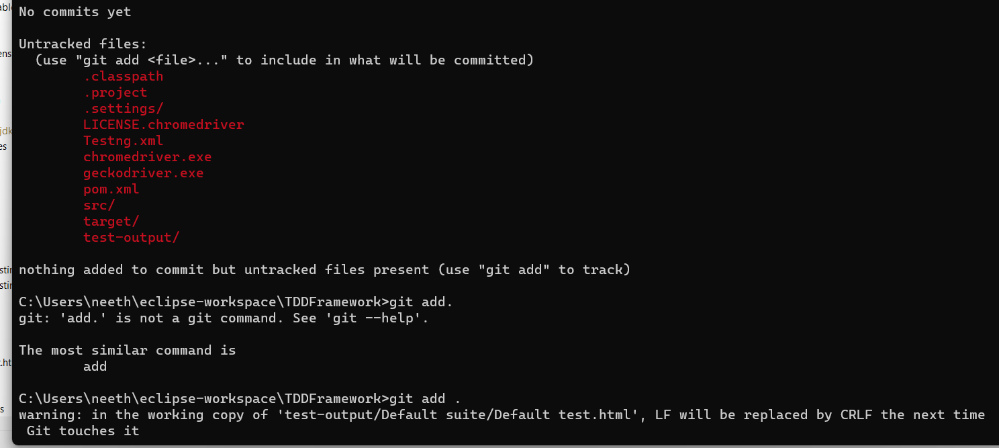 No commits yet
Untracked files:
(use "git add <file>..." to include in what will be committed)
.classpath
.project
.settings/
LICENSE.chromedriver
Testng.xml
chromedriver.exe
geckodriver.exe
pom.xml
src/
target/
test-output/
nothing added to commit but untracked files present (use "git add" to track)
C:\Users\neeth\eclipse-workspace\TDDFramework>git add.
git: 'add.' is not a git command. See 'git --help'.
The most similar command is
add
C:\Users\neeth\eclipse-workspace\TDDFramework>git add .
warning: in the working copy of 'test-output/Default suite/Default test.html', LF will be replaced by CRLF the next time
Git touches it